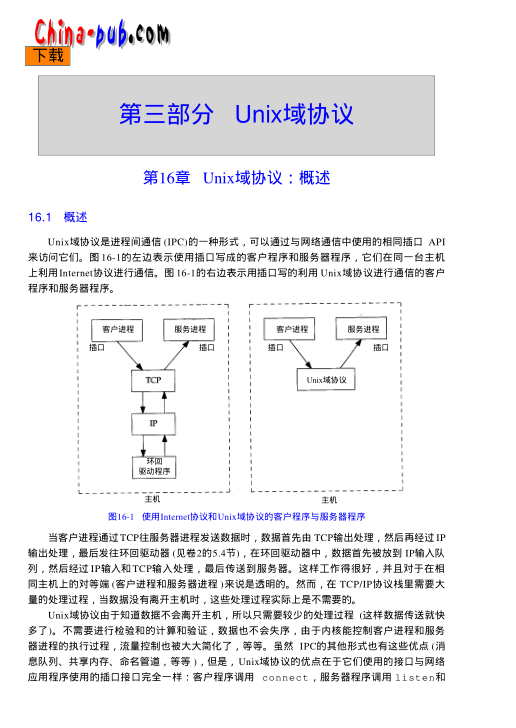 China-pub.com
下载
第三部分 Unix域协议
第16章 Unix域协议：概述
16.1 概述
Unix域协议是进程间通信 (IPC)的一种形式，可以通过与网络通信中使用的相同插口 API
来访问它们。图 16-1的左边表示使用插口写成的客户程序和服务器程序，它们在同一台主机
上利用Internet协议进行通信。图 16-1的右边表示用插口写的利用 Unix域协议进行通信的客户
程序和服务器程序。
客户进程 服务进程 客户进程 服务进程
插口 插口 插口 插口
TCP Unix域协议
IP
环回
驱动程序
主机 主机
图16-1 使用Internet协议和Unix域协议的客户程序与服务器程序
当客户进程通过TCP往服务器进程发送数据时，数据首先由 TCP输出处理，然后再经过 IP
输出处理，最后发往环回驱动器 (见卷2的5.4节)，在环回驱动器中，数据首先被放到 IP输入队
列，然后经过 IP输入和TCP输入处理，最后传送到服务器。这样工作得很好，并且对于在相
同主机上的对等端 (客户进程和服务器进程 )来说是透明的。然而，在 TCP/IP协议栈里需要大
量的处理过程，当数据没有离开主机时，这些处理过程实际上是不需要的。
Unix域协议由于知道数据不会离开主机，所以只需要较少的处理过程 (这样数据传送就快
多了)。不需要进行检验和的计算和验证，数据也不会失序，由于内核能控制客户进程和服务
器进程的执行过程，流量控制也被大大简化了，等等。虽然 IPC的其他形式也有这些优点 (消
息队列、共享内存、命名管道，等等 )，但是，Unix域协议的优点在于它们使用的接口与网络
应用程序使用的插口接口完全一样：客户程序调用 connect，服务器程序调用 listen和